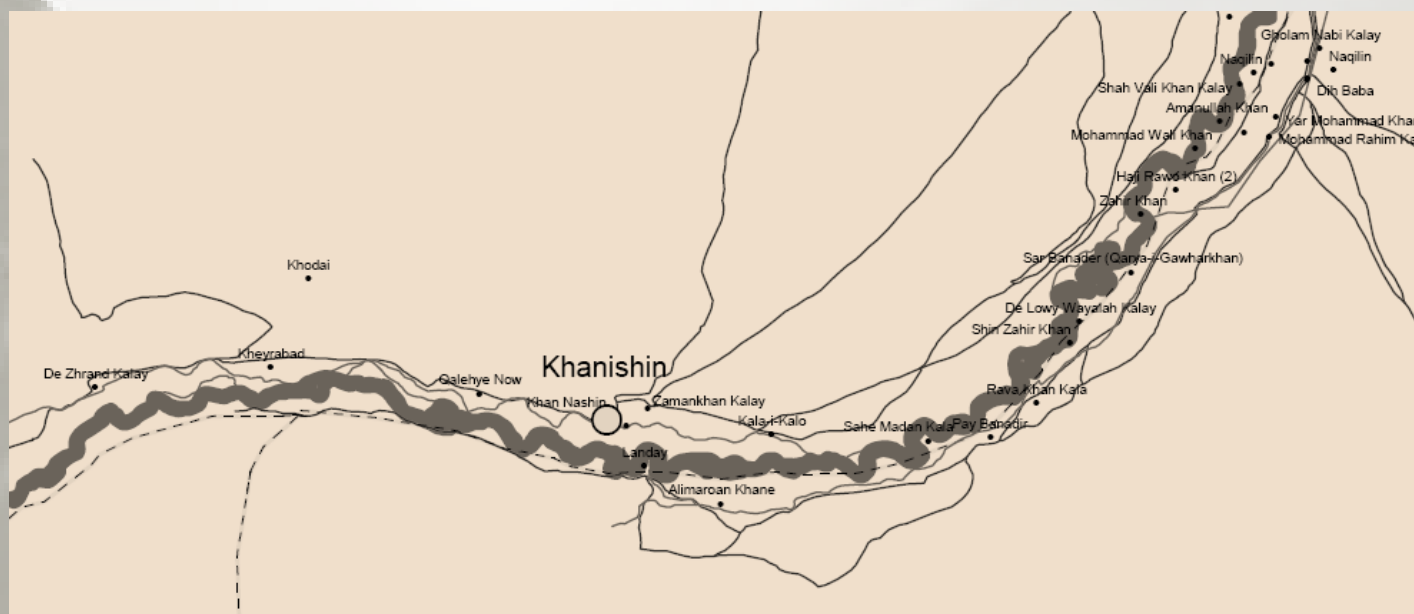 Gholam Nabi Kalay
Naqilin
Naqilin
Shah Vali Khan Kalay
Dih Baba
Amanullah Khan
Yar Mohammad Khan
Mohammad Wali Khan
Mohammad Rahim Ka
Haji Rawo Khan (2)
Zahir Khan
Sar Banader (Qarya-i-Gawharkhan)
Khodai
De Lowy Wayalah Kalay
Shin Zahir Khan
Kheyrabad
Khanishin
De Zhrand Kalay
Qalehye Now
Rava Khan Kala
Khan Nashin
Zamankhan Kalay
Kala-i-Kalo
Sahe Madan Kala
Pay Banadir
Landay
Alimaroan Khane